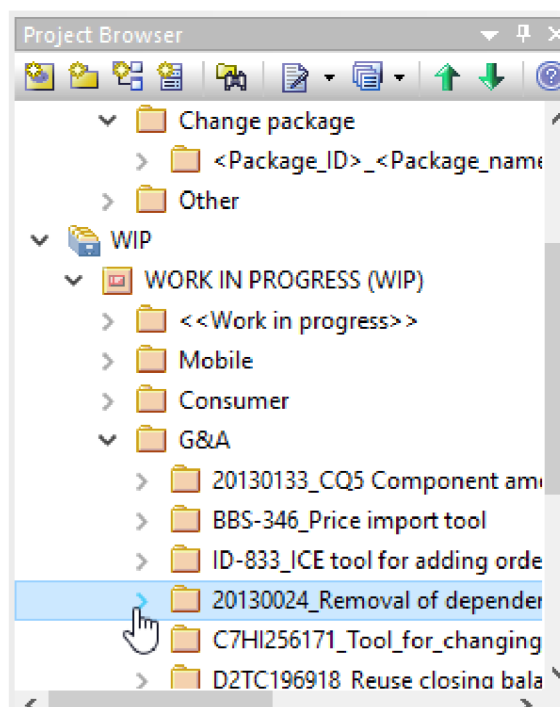 Project Browser
Change package
<Package_ID>_<Package_name
Other
WIP
WORK IN PROGRESS (WIP)
<<Work in progress>>
Mobile
Consumer
G&A
20130133_CQ5 Component am
BBS-346_Price import tool
ID-833_ICE tool for adding orde
20130024_Removal of depender
C7HI256171_Tool_for_changing
D2TC196918_Reuse closing bala